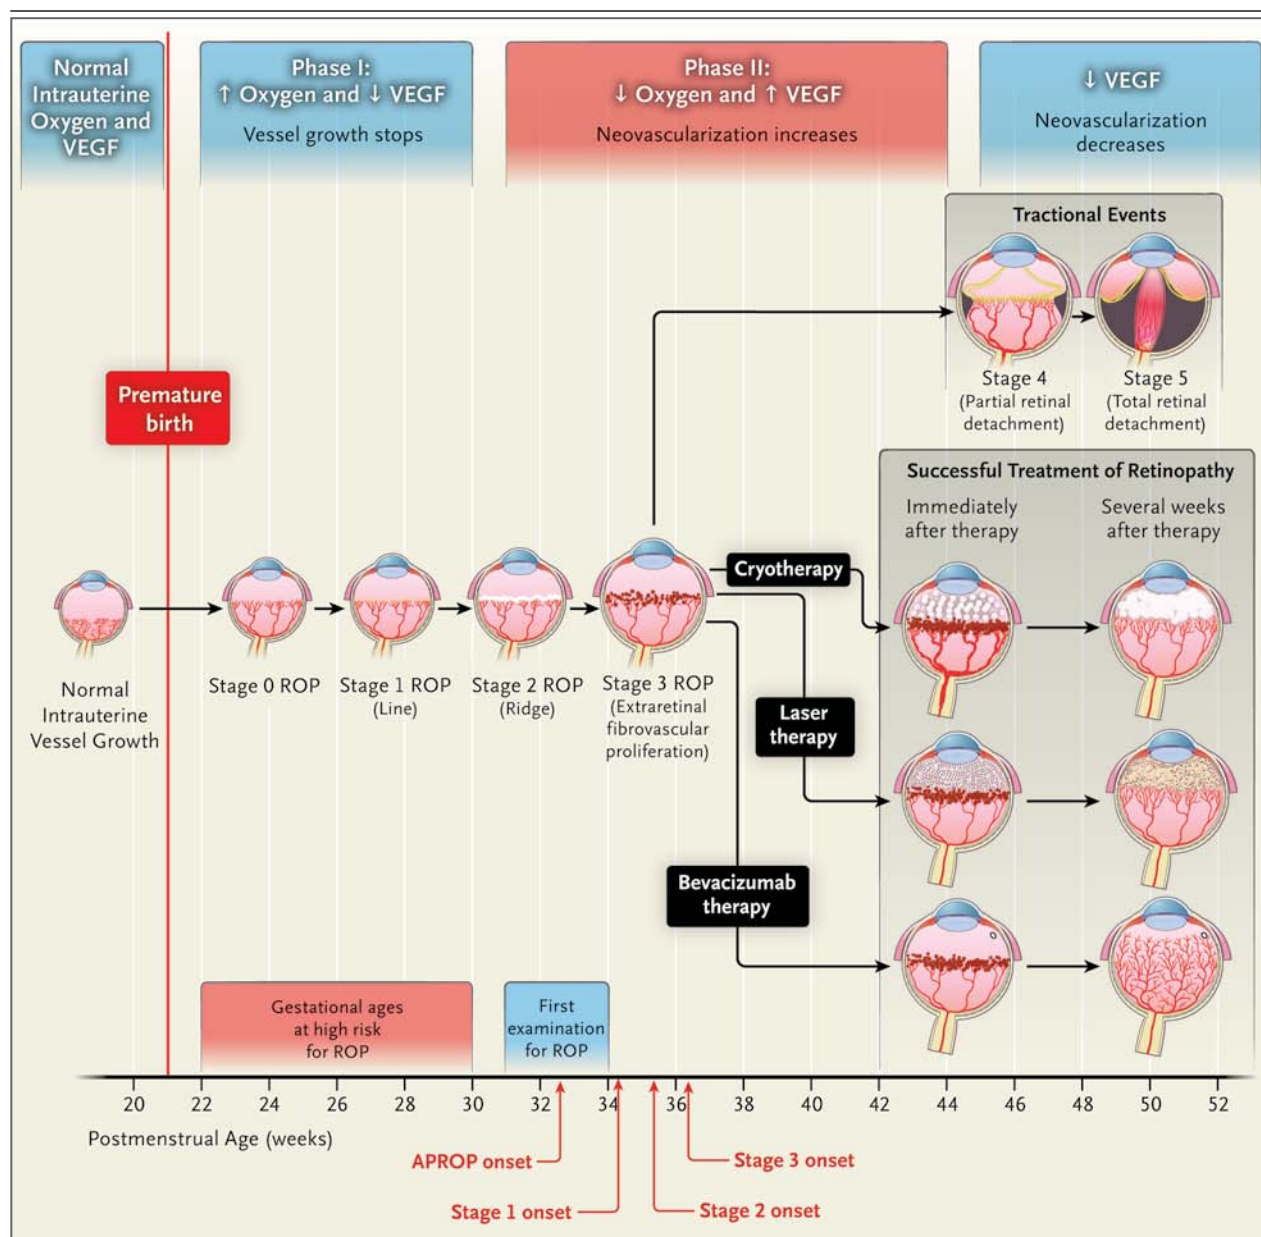 Normal
Intrauterine
Oxygen and
VEGF
Phase I:
↑ Oxygen and ↓ VEGF
Vessel growth stops
Phase II:
↓ Oxygen and ↑ VEGF
Neovascularization increases
↓ VEGF
Neovascularization
decreases
Tractional Events
Stage 4
(Partial retinal
detachment)
Stage 5
(Total retinal
detachment)
Premature
birth
Successful Treatment of Retinopathy
Immediately
after therapy
Several weeks
after therapy
Normal
Intrauterine
Vessel Growth
Stage 0 ROP
Stage 1 ROP
(Line)
Stage 2 ROP
(Ridge)
Stage 3 ROP
(Extraretinal
fibrovascular
proliferation)
Cryotherapy
Laser
therapy
Bevacizumab
therapy
Gestational ages
at high risk
for ROP
First
examination
for ROP
20 22 24 26 28 30 32 34 36 38 40 42 44 46 48 50 52
Postmenstrual Age (weeks)
APROP onset
Stage 3 onset
Stage 1 onset
Stage 2 onset